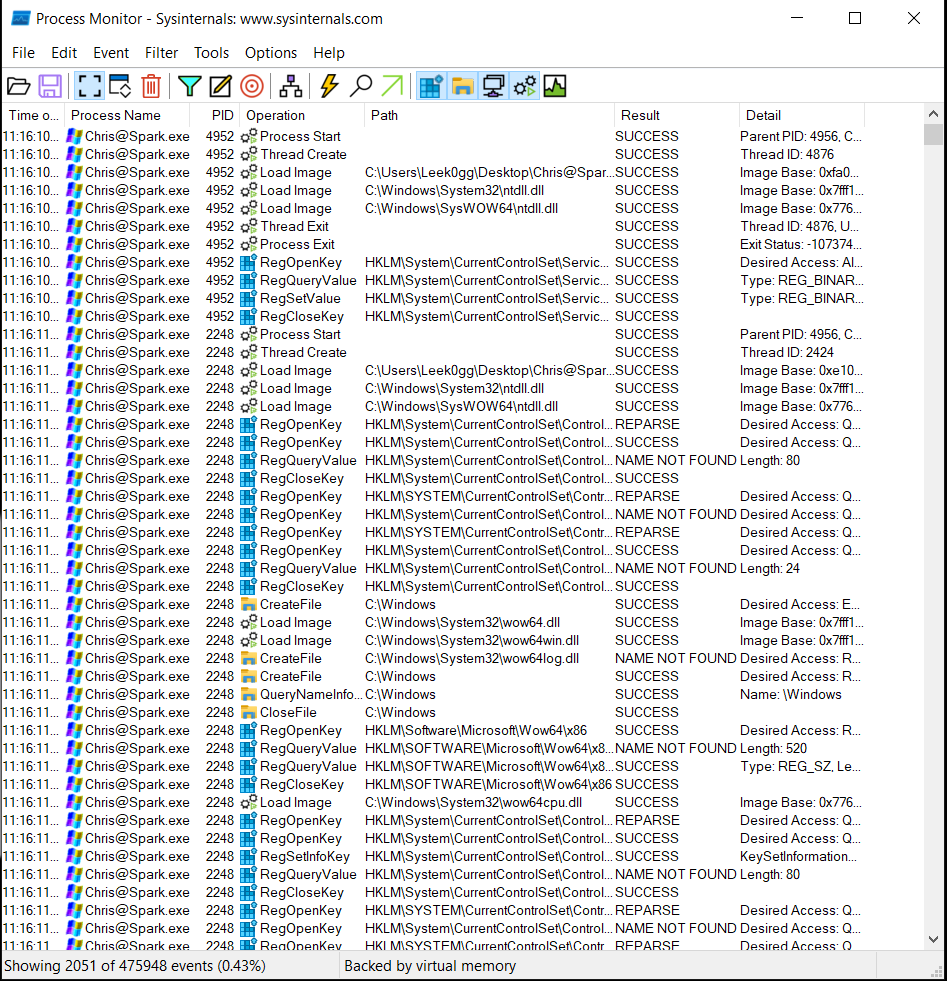 Process Monitor - Sysinternals: www.sysinternals.com
File Edit Event Filter Tools Options Help
Time o... Process Name PID Operation Path Result Detail
11:16:10... Chris@Spark.exe 4952 Process Start SUCCESS Parent PID: 4956, C...
11:16:10... Chris@Spark.exe 4952 Thread Create SUCCESS Thread ID: 4876
11:16:10... Chris@Spark.exe 4952 Load Image C:\Users\Leek0gg\Desktop\Chris@Spar... SUCCESS Image Base: 0xfa0...
11:16:10... Chris@Spark.exe 4952 Load Image C:\Windows\System32\ntdll.dll SUCCESS Image Base: 0x7fff1...
11:16:10... Chris@Spark.exe 4952 Load Image C:\Windows\SysWOW64\ntdll.dll SUCCESS Image Base: 0x776...
11:16:10... Chris@Spark.exe 4952 Thread Exit SUCCESS Thread ID: 4876, U...
11:16:10... Chris@Spark.exe 4952 Process Exit SUCCESS Exit Status: -107374...
11:16:10... Chris@Spark.exe 4952 RegOpenKey HKLM\System\CurrentControlSet\Servic... SUCCESS Desired Access: Al...
11:16:10... Chris@Spark.exe 4952 RegQueryValue HKLM\System\CurrentControlSet\Servic... SUCCESS Type: REG_BINAR...
11:16:10... Chris@Spark.exe 4952 RegSetValue HKLM\System\CurrentControlSet\Servic... SUCCESS Type: REG_BINAR...
11:16:10... Chris@Spark.exe 4952 RegCloseKey HKLM\System\CurrentControlSet\Servic... SUCCESS
11:16:11... Chris@Spark.exe 2248 Process Start SUCCESS Parent PID: 4956, C...
11:16:11... Chris@Spark.exe 2248 Thread Create SUCCESS Thread ID: 2424
11:16:11... Chris@Spark.exe 2248 Load Image C:\Users\Leek0gg\Desktop\Chris@Spar... SUCCESS Image Base: 0xe10...
11:16:11... Chris@Spark.exe 2248 Load Image C:\Windows\System32\ntdll.dll SUCCESS Image Base: 0x7fff1...
11:16:11... Chris@Spark.exe 2248 Load Image C:\Windows\SysWOW64\ntdll.dll SUCCESS Image Base: 0x776...
11:16:11... Chris@Spark.exe 2248 RegOpenKey HKLM\System\CurrentControlSet\Control... REPARSE Desired Access: Q...
11:16:11... Chris@Spark.exe 2248 RegOpenKey HKLM\System\CurrentControlSet\Control... SUCCESS Desired Access: Q...
11:16:11... Chris@Spark.exe 2248 RegQueryValue HKLM\System\CurrentControlSet\Control... NAME NOT FOUND Length: 80
11:16:11... Chris@Spark.exe 2248 RegCloseKey HKLM\System\CurrentControlSet\Control... SUCCESS
11:16:11... Chris@Spark.exe 2248 RegOpenKey HKLM\SYSTEM\CurrentControlSet\Contr... REPARSE Desired Access: Q...
11:16:11... Chris@Spark.exe 2248 RegOpenKey HKLM\System\CurrentControlSet\Control... NAME NOT FOUND Desired Access: Q...
11:16:11... Chris@Spark.exe 2248 RegOpenKey HKLM\SYSTEM\CurrentControlSet\Contr... REPARSE Desired Access: Q...
11:16:11... Chris@Spark.exe 2248 RegOpenKey HKLM\System\CurrentControlSet\Control... SUCCESS Desired Access: Q...
11:16:11... Chris@Spark.exe 2248 RegQueryValue HKLM\System\CurrentControlSet\Control... NAME NOT FOUND Length: 24
11:16:11... Chris@Spark.exe 2248 RegCloseKey HKLM\System\CurrentControlSet\Control... SUCCESS
11:16:11... Chris@Spark.exe 2248 CreateFile C:\Windows SUCCESS Desired Access: E...
11:16:11... Chris@Spark.exe 2248 Load Image C:\Windows\System32\wow64.dll SUCCESS Image Base: 0x7fff1...
11:16:11... Chris@Spark.exe 2248 Load Image C:\Windows\System32\wow64win.dll SUCCESS Image Base: 0x7fff1...
11:16:11... Chris@Spark.exe 2248 CreateFile C:\Windows\System32\wow64log.dll NAME NOT FOUND Desired Access: R...
11:16:11... Chris@Spark.exe 2248 CreateFile C:\Windows SUCCESS Desired Access: R...
11:16:11... Chris@Spark.exe 2248 QueryNameInfo... C:\Windows SUCCESS Name: \Windows
11:16:11... Chris@Spark.exe 2248 CloseFile C:\Windows SUCCESS
11:16:11... Chris@Spark.exe 2248 RegOpenKey HKLM\Software\Microsoft\Wow64\x86 SUCCESS Desired Access: R...
11:16:11... Chris@Spark.exe 2248 RegQueryValue HKLM\SOFTWARE\Microsoft\Wow64\x8... NAME NOT FOUND Length: 520
11:16:11... Chris@Spark.exe 2248 RegQueryValue HKLM\SOFTWARE\Microsoft\Wow64\x8... SUCCESS Type: REG_SZ, Le...
11:16:11... Chris@Spark.exe 2248 RegCloseKey HKLM\SOFTWARE\Microsoft\Wow64\x86 SUCCESS
11:16:11... Chris@Spark.exe 2248 Load Image C:\Windows\System32\wow64cpu.dll SUCCESS Image Base: 0x776...
11:16:11... Chris@Spark.exe 2248 RegOpenKey HKLM\System\CurrentControlSet\Control... REPARSE Desired Access: Q...
11:16:11... Chris@Spark.exe 2248 RegOpenKey HKLM\System\CurrentControlSet\Control... SUCCESS Desired Access: Q...
11:16:11... Chris@Spark.exe 2248 RegSetInfoKey HKLM\System\CurrentControlSet\Control... SUCCESS KeySetInformation...
11:16:11... Chris@Spark.exe 2248 RegQueryValue HKLM\System\CurrentControlSet\Control... NAME NOT FOUND Length: 80
11:16:11... Chris@Spark.exe 2248 RegCloseKey HKLM\System\CurrentControlSet\Control... SUCCESS
11:16:11... Chris@Spark.exe 2248 RegOpenKey HKLM\SYSTEM\CurrentControlSet\Contr... REPARSE Desired Access: Q...
11:16:11... Chris@Spark.exe 2248 RegOpenKey HKLM\System\CurrentControlSet\Control... NAME NOT FOUND Desired Access: Q...
11:16:11... Chris@Spark.exe 2248 RegOpenKey HKLM\SYSTEM\CurrentControlSet\Contr... REPARSE Desired Access: Q...
Showing 2051 of 475948 events (0.43%) Backed by virtual memory